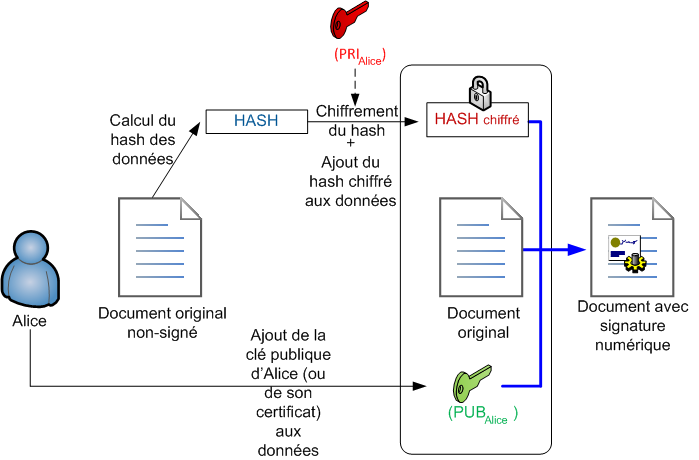 (PRIAlice)
Calcul du
hash des
données
HASH
Chiffrement
du hash
+
Ajout du
hash chiffré
aux données
HASH chiffré
Alice
Document original
non-signé
Document
original
Document avec
signature
numérique
Ajout de la
clé publique
d'Alice (ou
de son
certificat)
aux
données
(PUBAlice )